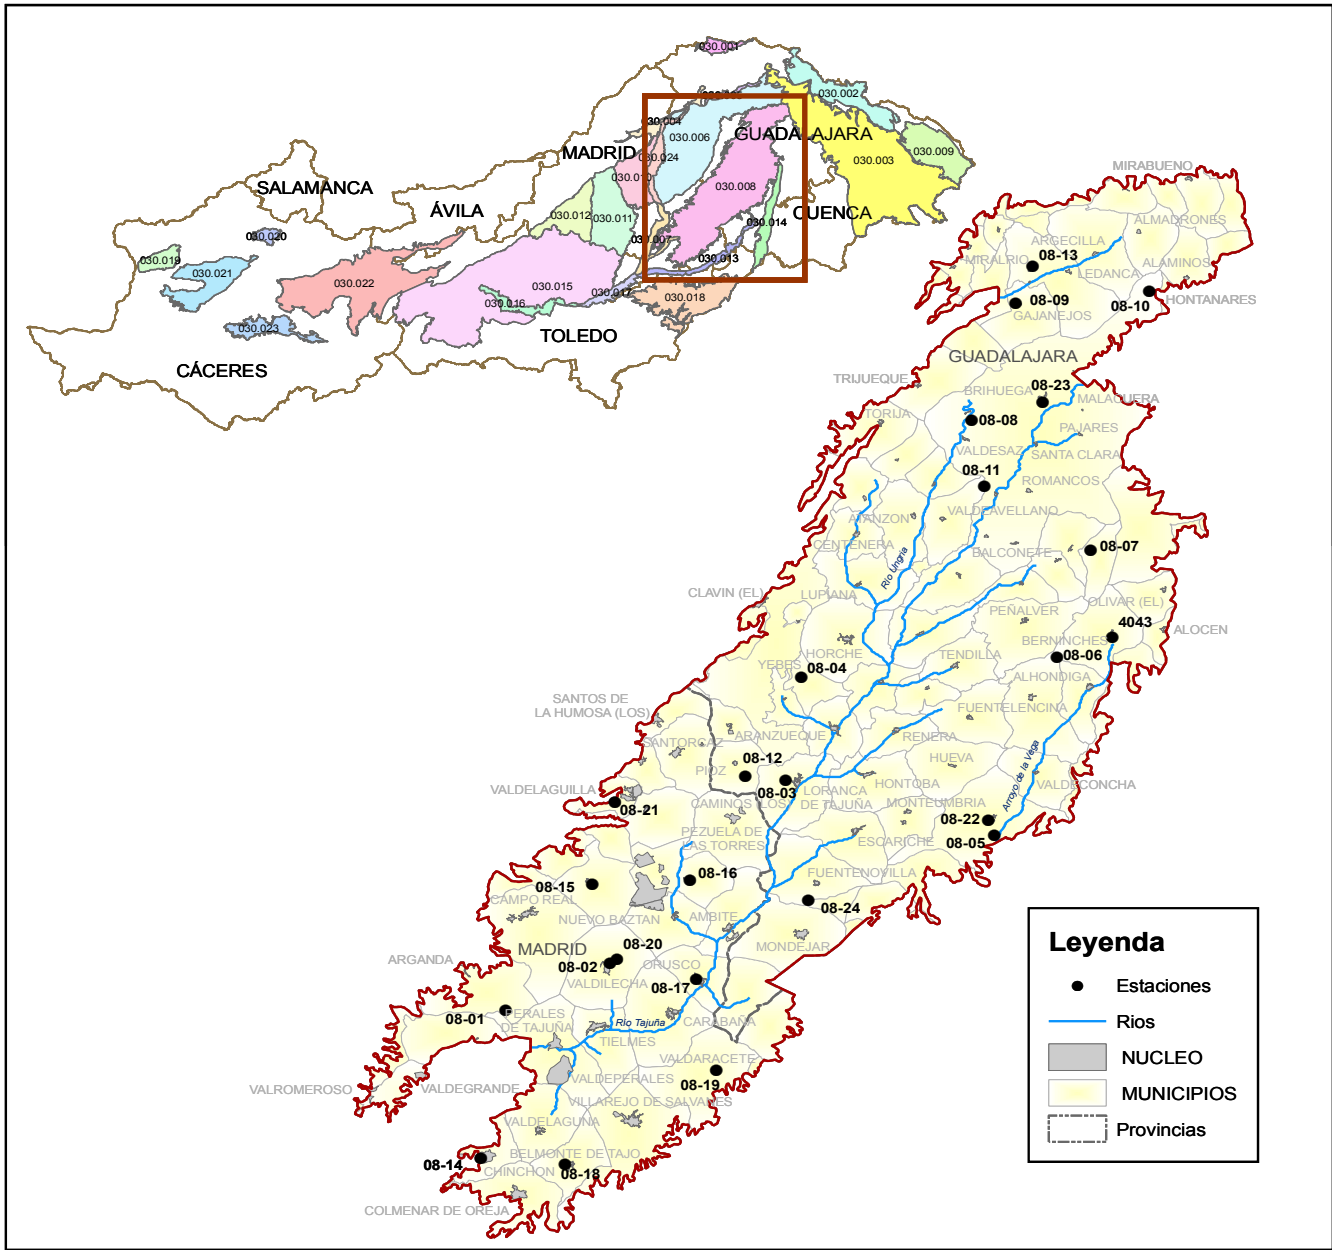 030.001
030.002
030.004
030.006
GUADALAJARA
030.009
MADRID
030.024
030.003
030.010
030.008
SALAMANCA
ÁVILA
CUENCA
030.012
030.011
030.014
030.020
030.007
030.019
030.013
030.021
030.022
030.015
030.017
030.016
030.018
030.023
TOLEDO
CÁCERES
MIRABUENO
ALMADRONES
ARGECILLA
08-13
MIRALRIO
LEDANCA
ALAMINOS
08-09
08-10
HONTANARES
GAJANEJOS
GUADALAJARA
TRIJUEQUE
BRIHUEGA
08-23
MALACUERA
TORIJA
08-08
PAJARES
VALDESAZ
SANTA CLARA
08-11
ROMANCOS
VALDEAVELLANO
ATANZON
CENTENERA
BALCONETE
08-07
Río Ungría
CLAVIN (EL)
LUPIANA
OLIVAR (EL)
PEÑALVER
4043
ALOCEN
BERNINCHES
HORCHE
TENDILLA
08-06
YEBES
08-04
ALHONDIGA
SANTOS DE
LA HUMOSA (LOS)
FUENTELENCINA
ARANZUEQUE
RENERA
SANTORCAZ
08-12
HUEVA
PIOZ
08-03
HONTOBA
VALDECONCHA
VALDELAGUILLA
LORANCA
DE TAJUÑA
CAMINOS (LOS)
MONTEUMBRIA
Arroyo de la Vega
08-21
08-22
PEZUELA DE
LAS TORRES
ESCARICHE
08-05
08-16
08-15
FUENTENOVILLA
CAMPO REAL
08-24
NUEVO BAZTAN
AMBITE
MONDEJAR
MADRID
08-20
ARGANDA
08-02
ORUSCO
VALDILECHA
08-17
08-01
PERALES
DE TAJUÑA
Río Tajuña
CARABAÑA
TIELMES
VALDARACETE
VALROMEROSO
VALDEGRANDE
VALDEPERALES
08-19
VILLAREJO DE SALVANES
VALDELAGUNA
BELMONTE DE TAJO
08-14
CHINCHON
08-18
COLMENAR DE OREJA
Leyenda
Estaciones
Rios
NUCLEO
MUNICIPIOS
Provincias